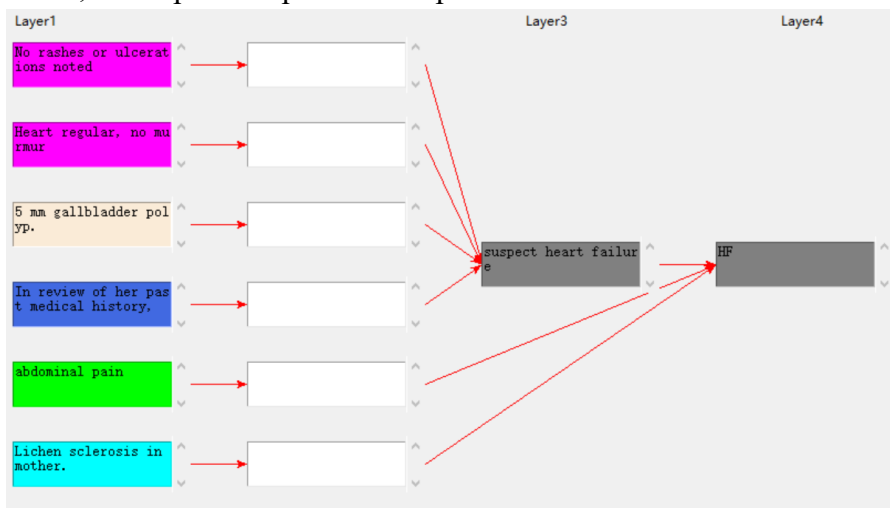 Layer1
Layer3
Layer4
No rashes or ulcerat
ions noted
Heart regular, no mu
rmur
5 mm gallbladder pol
yp.
In review of her pas
t medical history,
abdominal pain
Lichen sclerosis in
mother.
suspect heart failur
e
HF